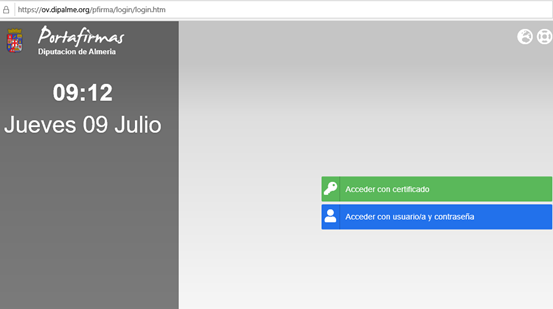 https://ov.dipalme.org/pfirma/login/login.htm
Portafirmas
Diputacion de Almeria
09:12
Jueves 09 Julio
Acceder con certificado
Acceder con usuario/a y contraseña